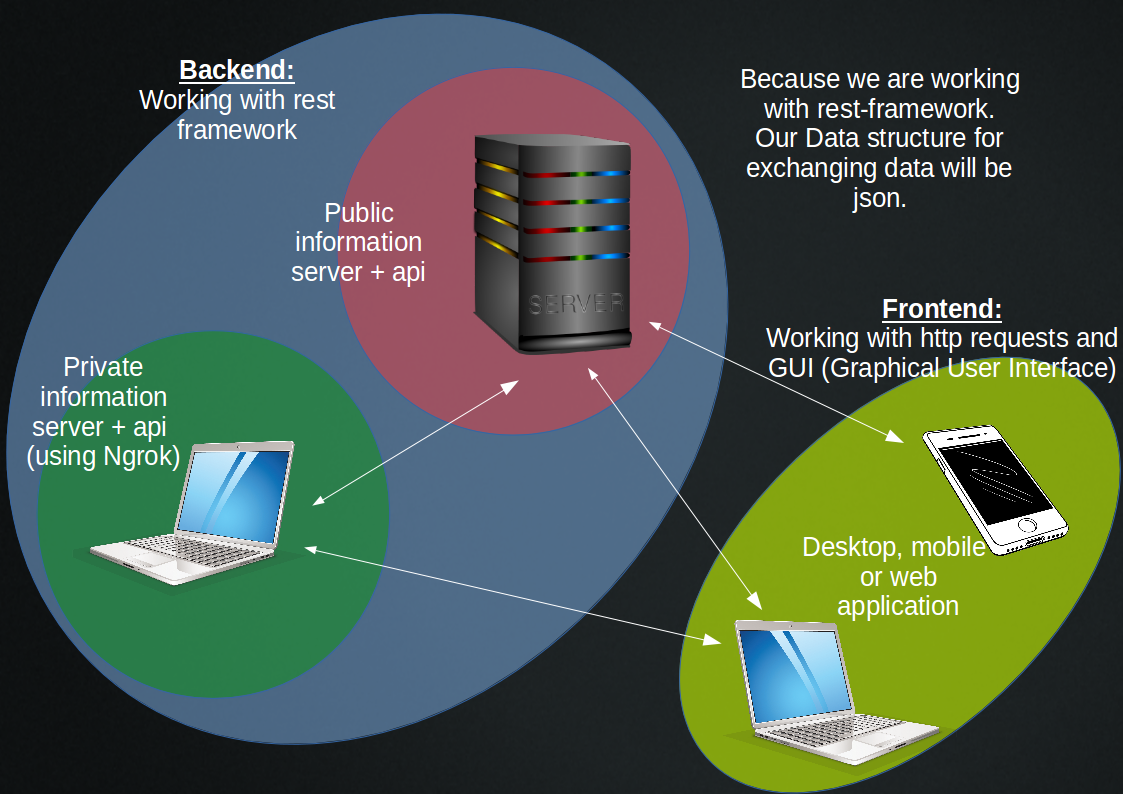 Backend:
Working with rest
framework
Because we are working
with rest-framework.
Our Data structure for
exchanging data will be
json.
Public
information
server + api
SERVER
Frontend:
Working with http requests and
GUI (Graphical User Interface)
Private
information
server + api
(using Ngrok)
Desktop, mobile
or web
application